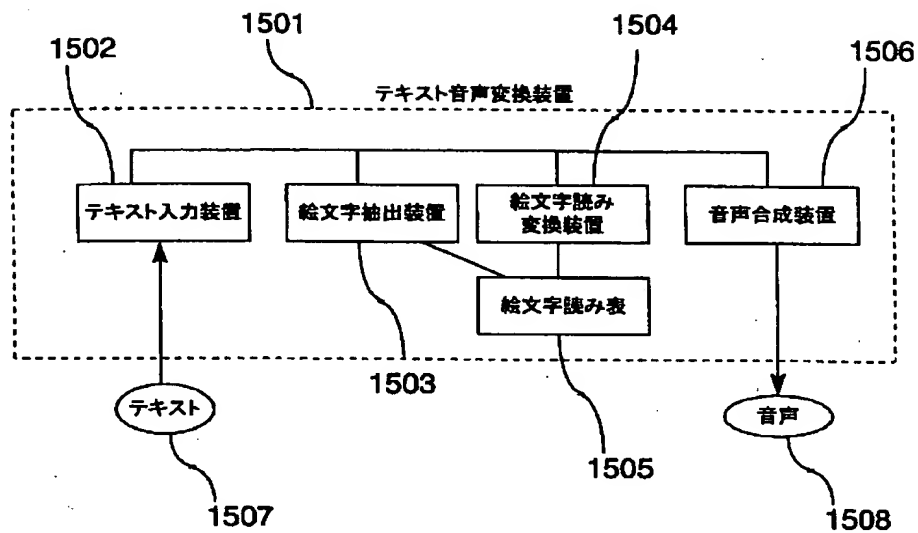 1501
1502
1504
1506
テキスト音声変換装置
テキスト入力装置
絵文字抽出装置
絵文字読み
変換装置
音声合成装置
絵文字読み表
1503
テキスト
音声
1505
1507
1508